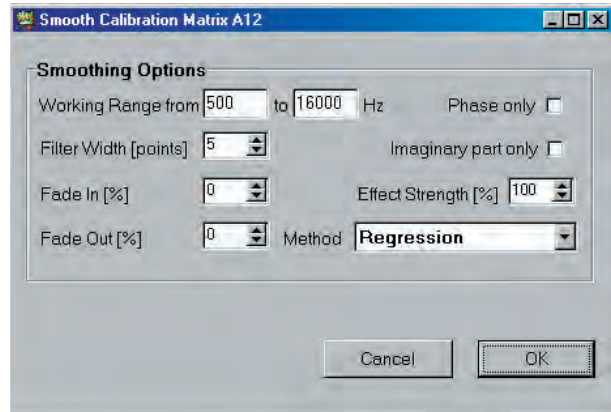 Smooth Calibration Matrix A12
Smoothing Options
Working Range from 500 to 16000 Hz Phase only
Filter Width [points] 5 Imaginary part only
Fade In [%] 0 Effect Strength [%] 100
Fade Out [%] 0 Method Regression
Cancel OK